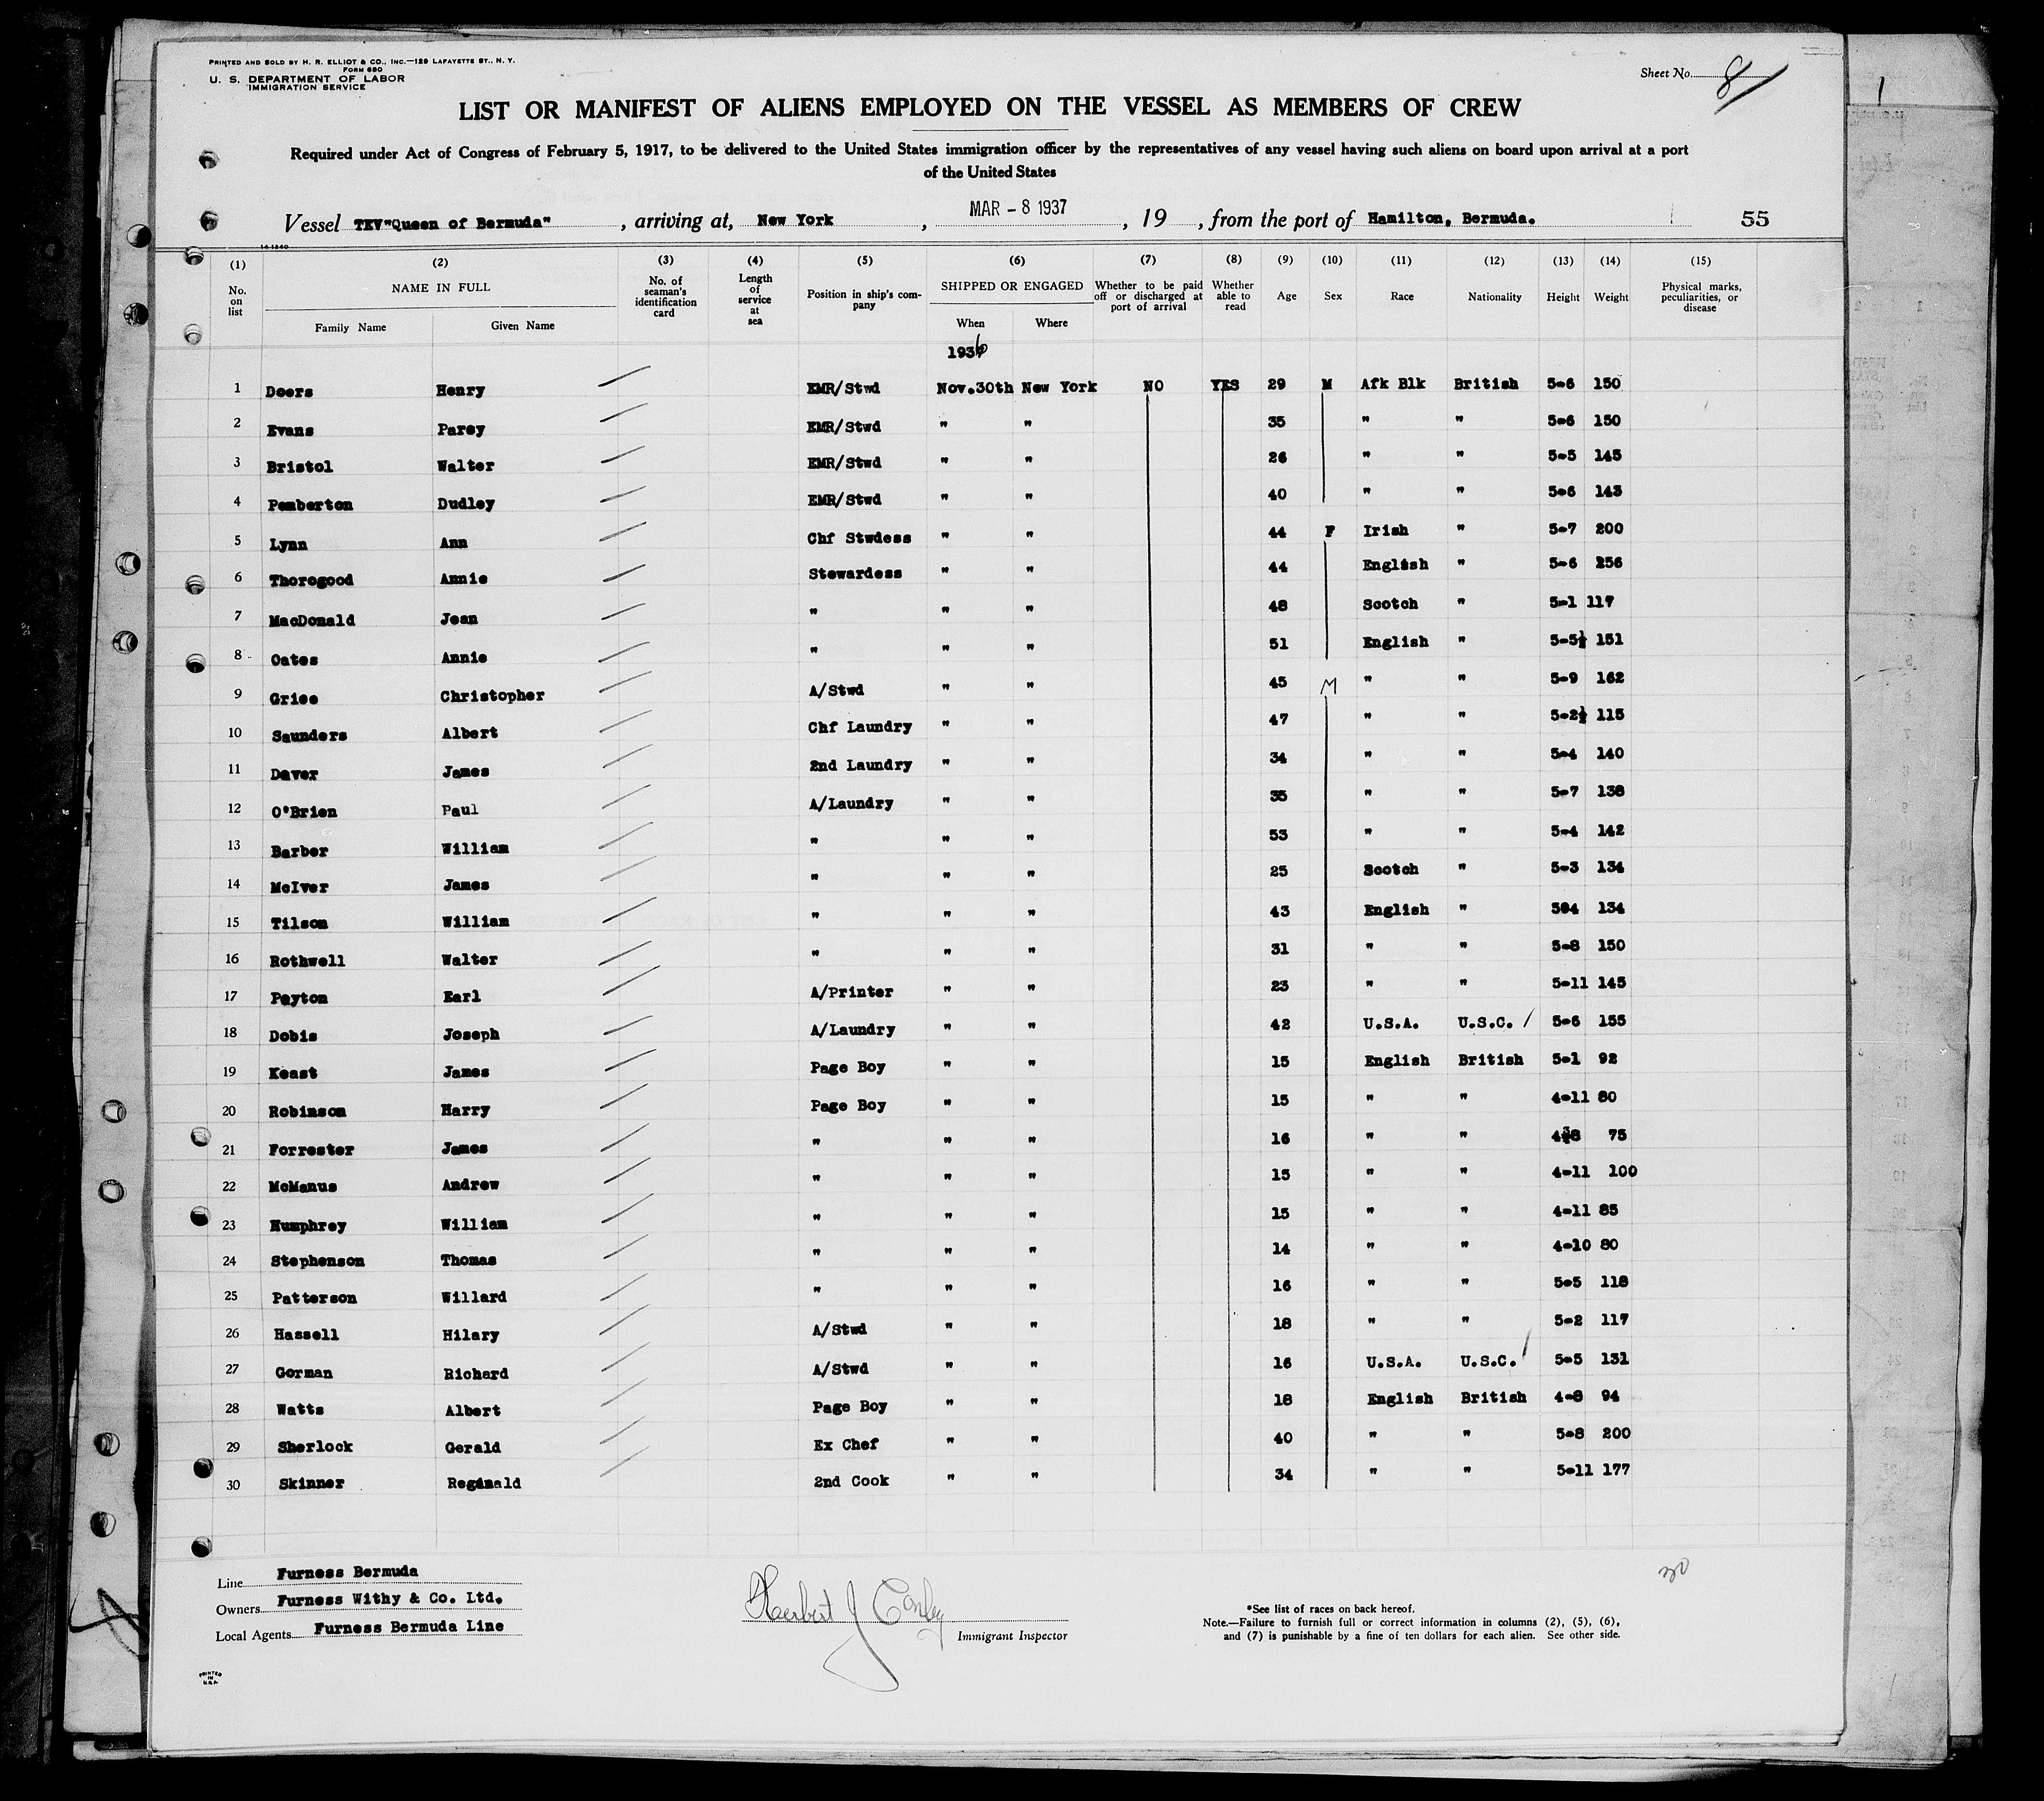 PRINTED AND SOLD BY H. R. ELLIOT & CO., INC.—129 LAFAYETTE ST., N. Y.
FORM 680
U. S. DEPARTMENT OF LABOR
IMMIGRATION SERVICE
Sheet No. 8
LIST OR MANIFEST OF ALIENS EMPLOYED ON THE VESSEL AS MEMBERS OF CREW
Required under Act of Congress of February 5, 1917, to be delivered to the United States immigration officer by the representatives of any vessel having such aliens on board upon arrival at a port
of the United States
Vessel TEV"Queen of Bermuda", arriving at, New York, MAR - 8 1937, 19, from the port of Hamilton, Bermuda. 55
14-1240
(1) (2) (3) (4) (5) (6) (7) (8) (9) (10) (11) (12) (13) (14) (15)
No. on list NAME IN FULL Family Name Given Name No. of seaman's identification card Length of service at sea Position in ship's company SHIPPED OR ENGAGED When Where Whether to be paid off or discharged at port of arrival Whether able to read Age Sex Race Nationality Height Weight Physical marks, peculiarities, or disease
1936
1 Doers Henry EMR/Stwd Nov.30th New York NO YES 29 M Afk Blk British 5-6 150
2 Evans Parey EMR/Stwd " " 35 " " 5-6 150
3 Bristol Walter EMR/Stwd " " 26 " " 5-5 145
4 Pemberton Dudley EMR/Stwd " " 40 " " 5-6 143
5 Lynn Ann Chf Stwdess " " 44 F Irish " 5-7 200
6 Thorogood Annie Stewardess " " 44 English " 5-6 256
7 MacDonald Jean " " " 48 Scotch " 5-1 117
8 Oates Annie " " " 51 English " 5-5½ 151
9 Grice Christopher A/Stwd " " 45 M " " 5-9 162
10 Saunders Albert Chf Laundry " " 47 " " 5-2½ 115
11 Daver James 2nd Laundry " " 34 " " 5-4 140
12 O'Brien Paul A/Laundry " " 35 " " 5-7 138
13 Barber William " " " 53 " " 5-4 142
14 McIver James " " " 25 Scotch " 5-3 134
15 Tilson William " " " 43 English " 504 134
16 Rothwell Walter " " " 31 " " 5-8 150
17 Payton Earl A/Printer " " 23 " " 5-11 145
18 Dobis Joseph A/Laundry " " 42 U.S.A. U.S.C. 5-6 155
19 Keast James Page Boy " " 15 English British 5-1 92
20 Robinson Harry Page Boy " " 15 " " 4-11 80
21 Forrester James " " " 16 " " 4-8 75
22 McManus Andrew " " " 15 " " 4-11 100
23 Humphrey William " " " 15 " " 4-11 85
24 Stephenson Thomas " " " 14 " " 4-10 80
25 Patterson Willard " " " 16 " " 5-5 118
26 Hassell Hilary A/Stwd " " 18 " " 5-2 117
27 Gorman Richard A/Stwd " " 16 U.S.A. U.S.C. 5-5 131
28 Watts Albert Page Boy " " 18 English British 4-8 94
29 Sherlock Gerald Ex Chef " " 40 " " 5-8 200
30 Skinner Reginald 2nd Cook " " 34 " " 5-11 177
30
Line Furness Bermuda
Owners Furness Withy & Co. Ltd.
Local Agents Furness Bermuda Line
Herbert J Conley
Immigrant Inspector
*See list of races on back hereof.
Note.—Failure to furnish full or correct information in columns (2), (5), (6),
and (7) is punishable by a fine of ten dollars for each alien. See other side.
PRINTED
IN
U.S.A.